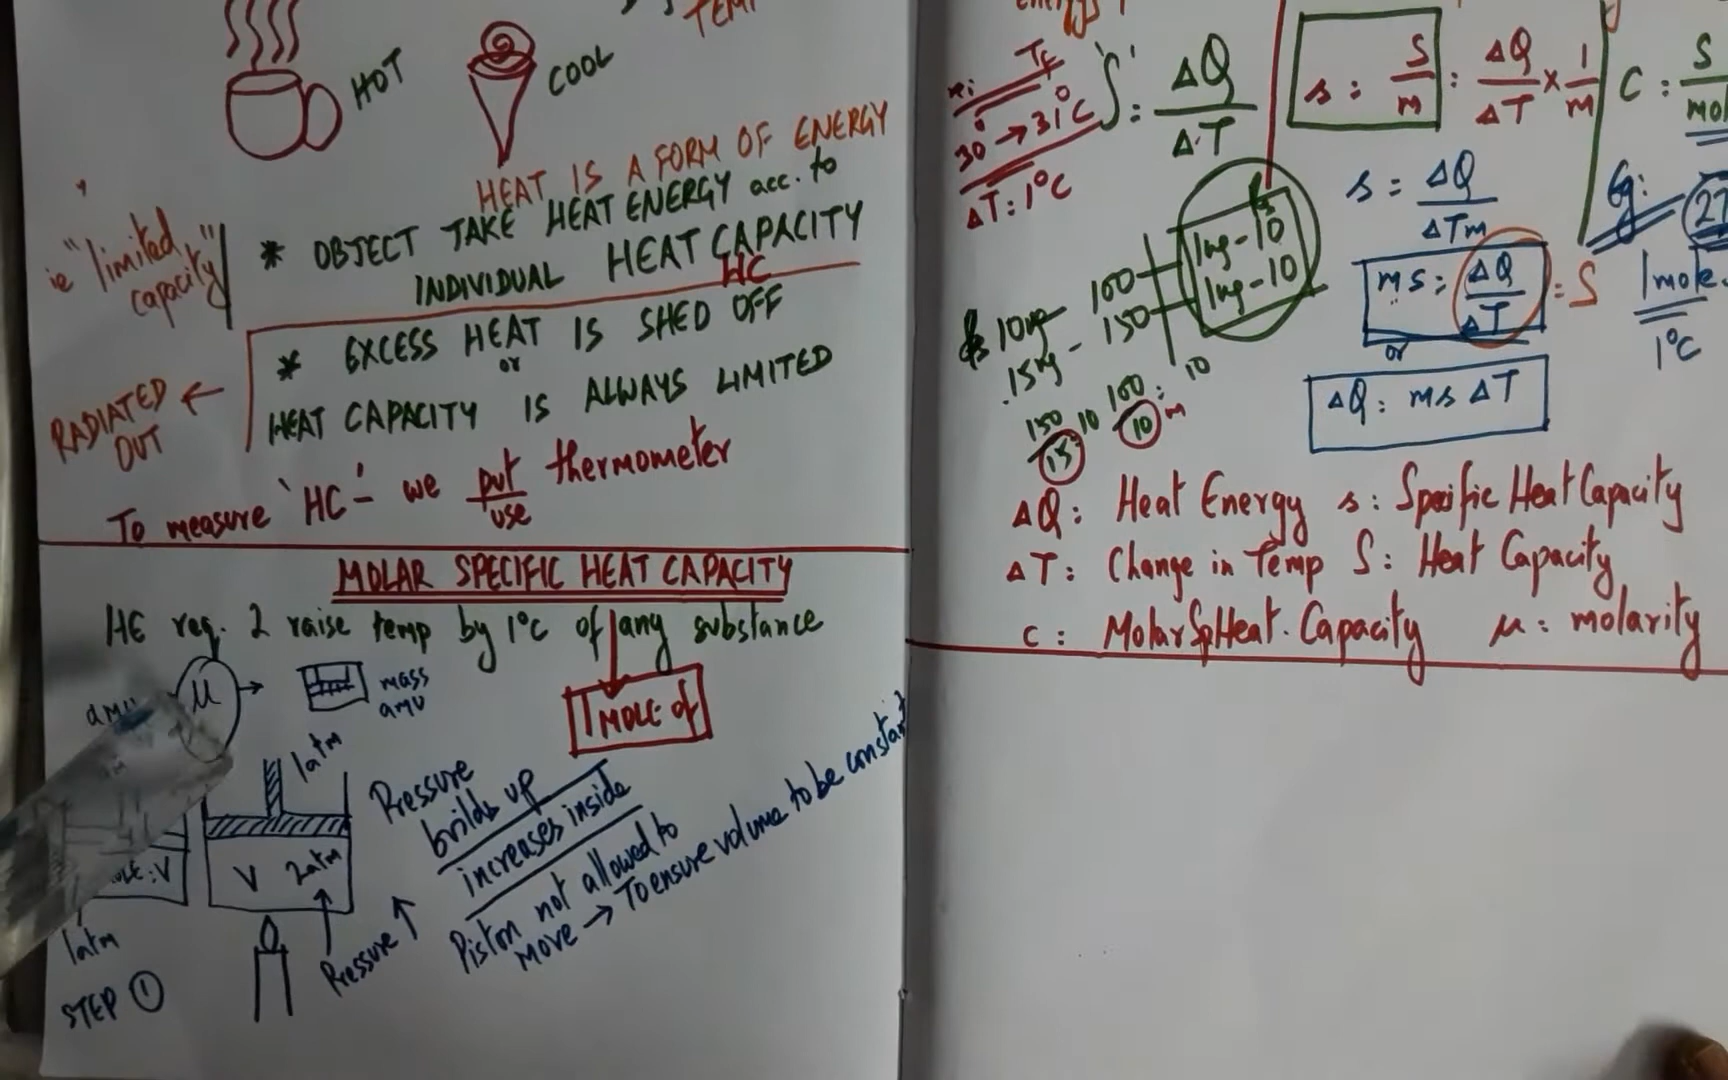 TEMP
HOT
COOL
HEAT IS A FORM OF ENERGY
ie "limited capacity"
* OBJECT TAKE HEAT ENERGY acc. to
INDIVIDUAL HEAT CAPACITY
HC
* EXCESS HEAT IS SHED OFF
or
HEAT CAPACITY IS ALWAYS LIMITED
RADIATED OUT ←
To measure 'HC' - we put thermometer
use
MOLAR SPECIFIC HEAT CAPACITY
HE req. 2 raise temp by 1°C of any substance
1 MOLE of
μ →
mass
amu
1atm
V 2atm
1atm
STEP ①
Pressure ↑
Pressure
builds up
increases inside
Piston not allowed to
move → To ensure volume to be constant
Tf
30° → 31°C
ΔT: 1°C
'S' = ΔQ/ΔT
s = S/m = ΔQ/ΔT × 1/m
C = S/mol
s = ΔQ/ΔTm
ms = ΔQ/ΔT = S
or
ΔQ = ms ΔT
Eg:
1mole
1°C
1kg - 10
1kg - 10
10kg - 100
15kg - 150
150/15 = 10
100/10 = 10
m
ΔQ: Heat Energy s: Specific Heat Capacity
ΔT: Change in Temp S: Heat Capacity
C: Molar Sp Heat. Capacity μ: molarity